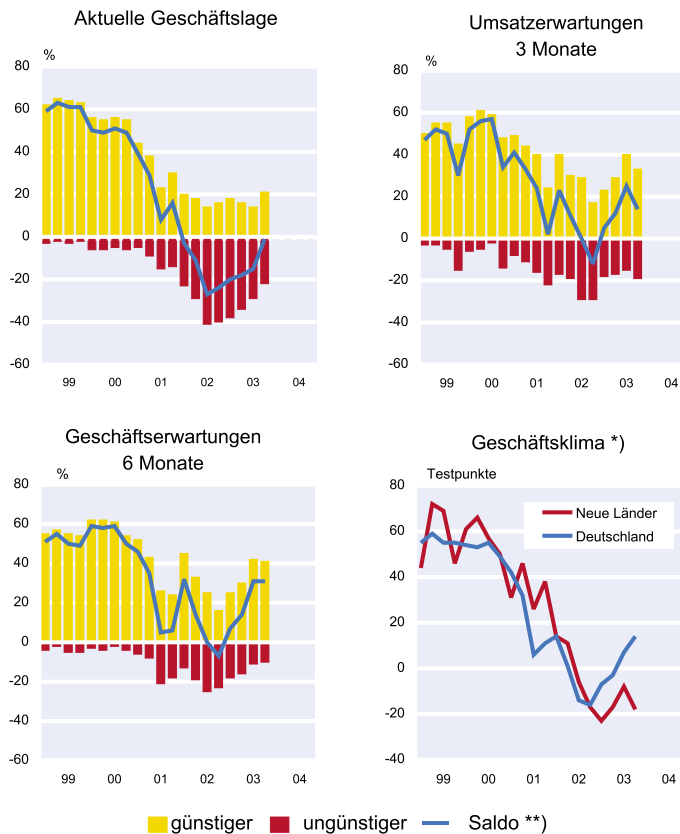 Aktuelle Geschäftslage
%
80
60
40
20
0
-20
-40
-60
99 00 01 02 03 04
Umsatzerwartungen
3 Monate
%
80
60
40
20
0
-20
-40
-60
99 00 01 02 03 04
Geschäftserwartungen
6 Monate
%
80
60
40
20
0
-20
-40
-60
99 00 01 02 03 04
Geschäftsklima *)
Testpunkte
80
60
40
20
0
-20
-40
Neue Länder
Deutschland
99 00 01 02 03 04
günstiger ungünstiger Saldo **)